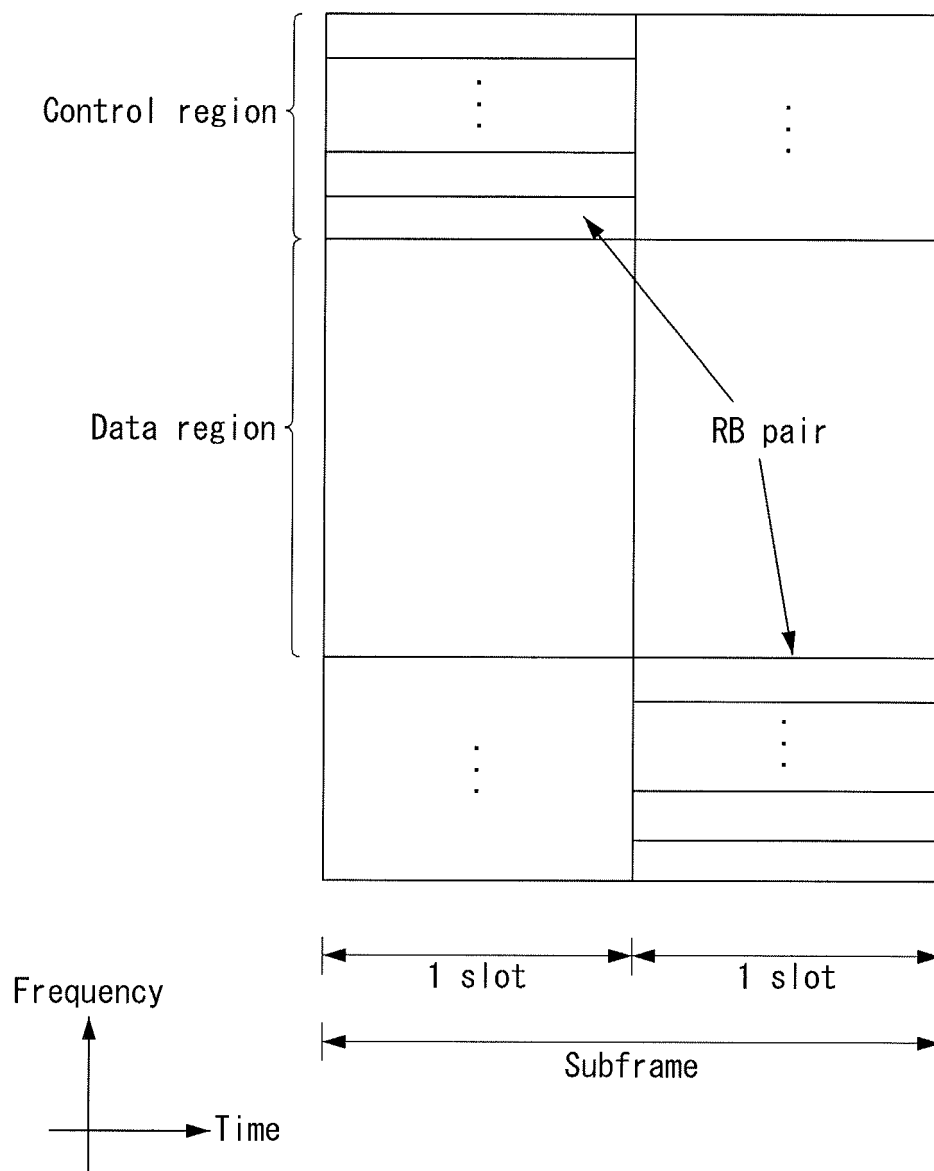 Control region
Data region
RB pair
1 slot
1 slot
Frequency
Subframe
Time